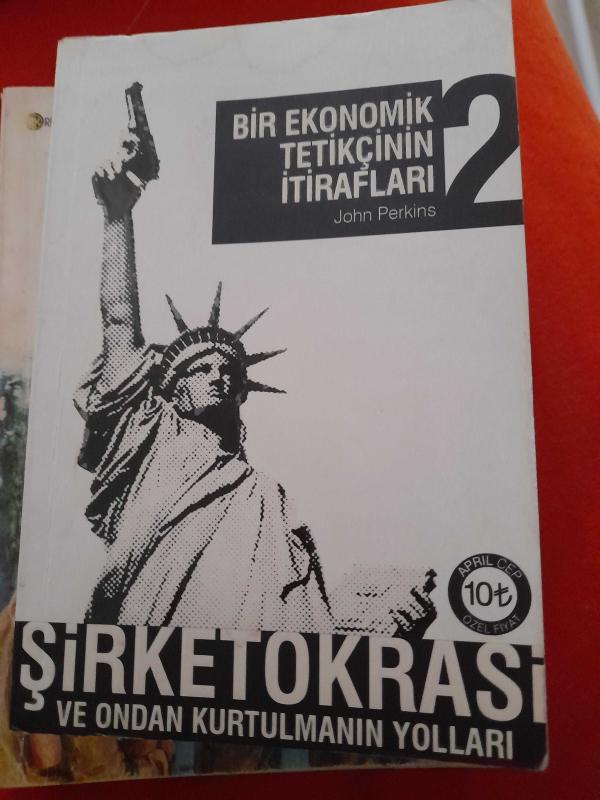 BİR EKONOMİK
TETİKÇİNİN
İTİRAFLARI
2
John Perkins
APRIL CEP
10₺
ÖZEL FİYAT
ŞİRKETOKRASİ
VE ONDAN KURTULMANIN YOLLARI